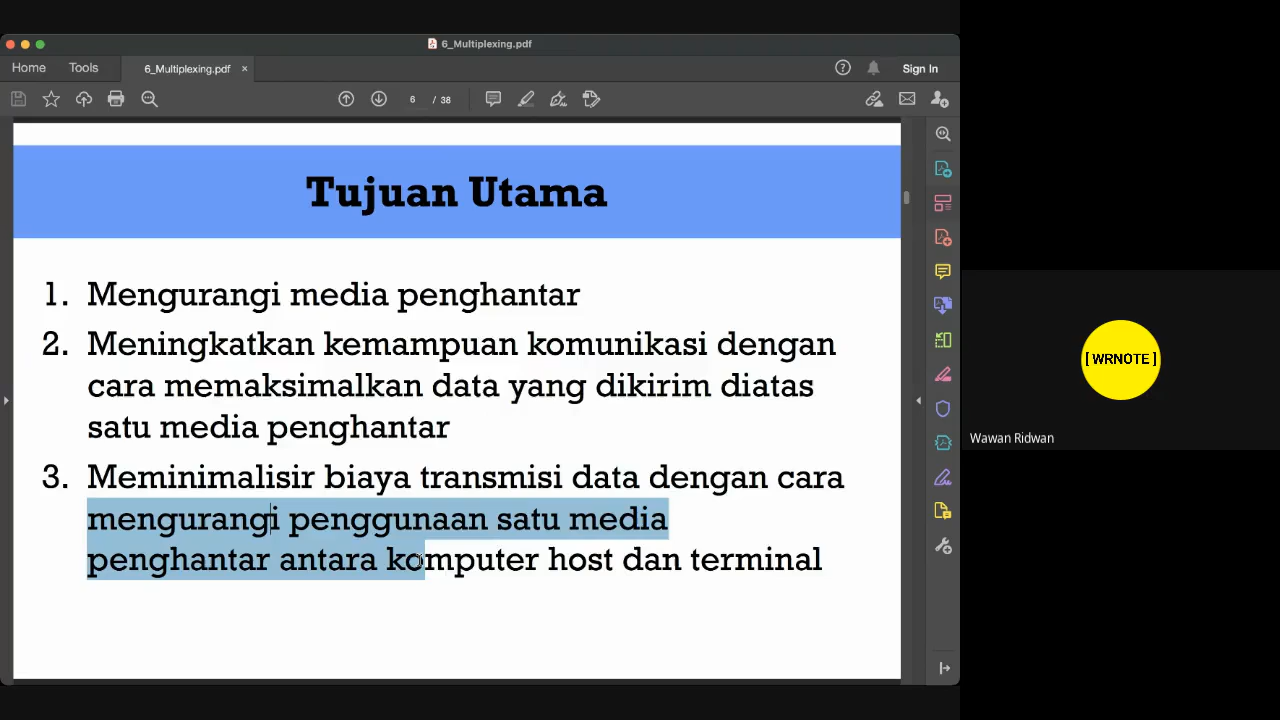 6_Multiplexing.pdf
Home
Tools
6_Multiplexing.pdf ×
Sign In
6 / 38
Tujuan Utama
1. Mengurangi media penghantar
2. Meningkatkan kemampuan komunikasi dengan
cara memaksimalkan data yang dikirim diatas
satu media penghantar
3. Meminimalisir biaya transmisi data dengan cara
mengurangi penggunaan satu media
penghantar antara komputer host dan terminal
[ WRNOTE ]
Wawan Ridwan